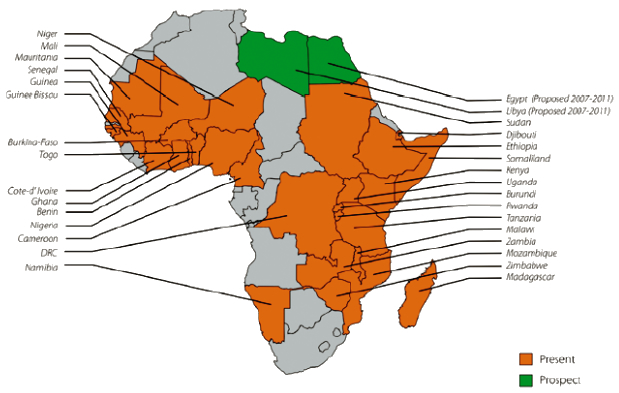 Niger
Mali
Mauritania
Senegal
Guinea
Guinea Bissau
Burkina-Faso
Togo
Cote-d'Ivoire
Ghana
Benin
Nigeria
Cameroon
DRC
Namibia
Egypt (Proposed 2007-2011)
Libya (Proposed 2007-2011)
Sudan
Djibouti
Ethiopia
Somaliland
Kenya
Uganda
Burundi
Rwanda
Tanzania
Malawi
Zambia
Mozambique
Zimbabwe
Madagascar
Present
Prospect